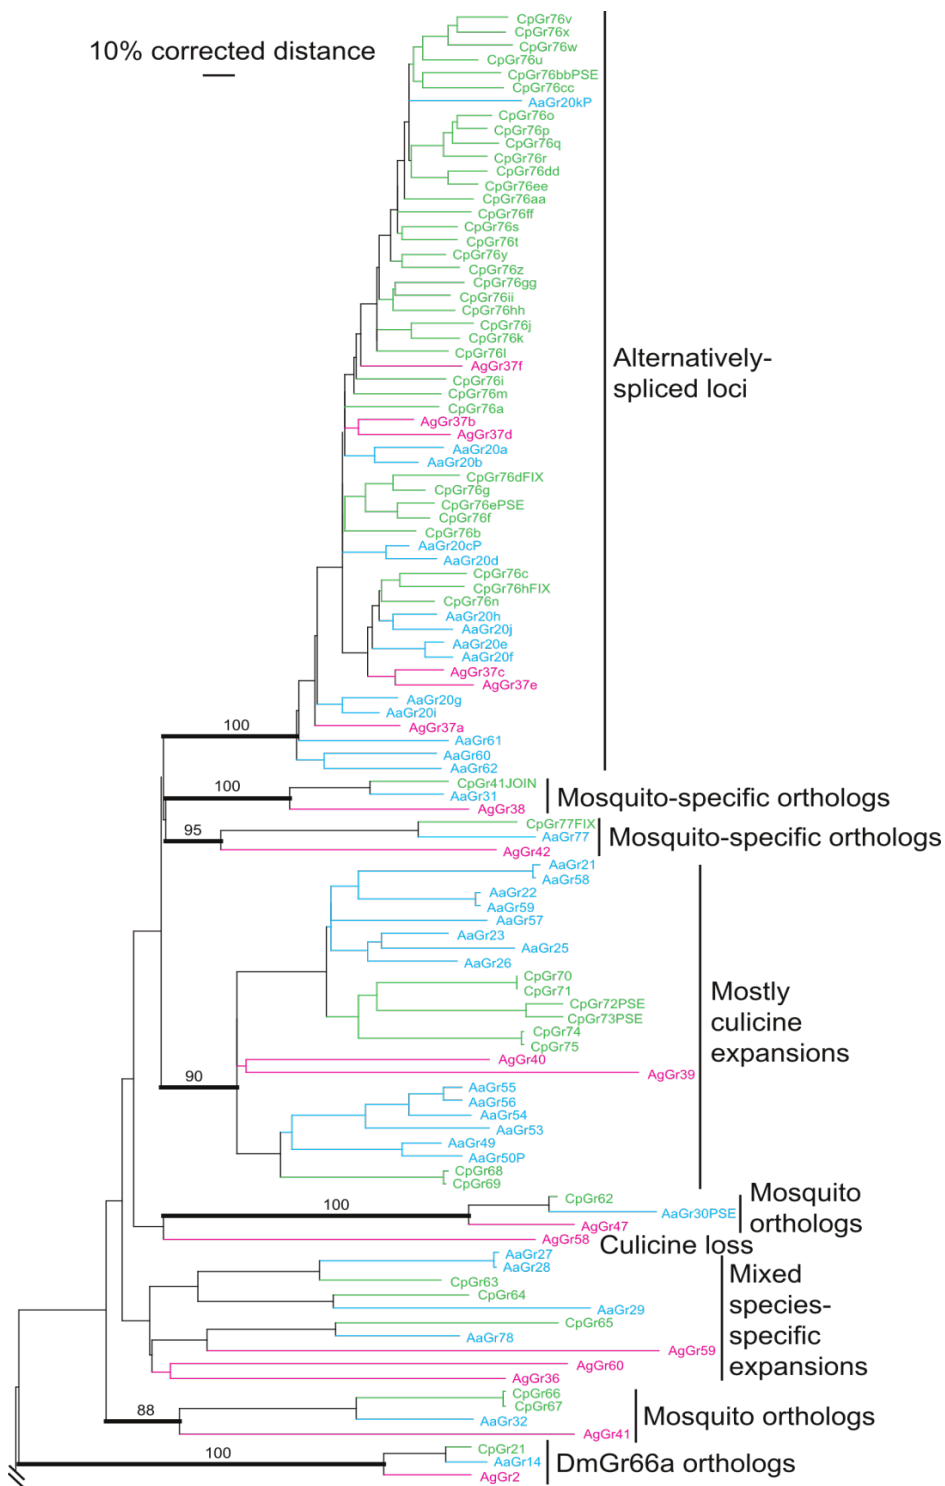 10% corrected distance
CpGr76v
CpGr76x
CpGr76w
CpGr76u
CpGr76bbPSE
CpGr76cc
AaGr20kP
CpGr76o
CpGr76p
CpGr76q
CpGr76r
CpGr76dd
CpGr76ee
CpGr76aa
CpGr76ff
CpGr76s
CpGr76t
CpGr76y
CpGr76z
CpGr76gg
CpGr76ii
CpGr76hh
CpGr76j
CpGr76k
CpGr76l
AgGr37f
CpGr76i
CpGr76m
CpGr76a
AgGr37b
AgGr37d
AaGr20a
AaGr20b
CpGr76dFIX
CpGr76g
CpGr76ePSE
CpGr76f
CpGr76b
AaGr20cP
AaGr20d
CpGr76c
CpGr76hFIX
CpGr76n
AaGr20h
AaGr20j
AaGr20e
AaGr20f
AgGr37c
AgGr37e
AaGr20g
AaGr20i
AgGr37a
AaGr61
AaGr60
AaGr62
100
Alternatively-
spliced loci
CpGr41JOIN
AaGr31
AgGr38
100
Mosquito-specific orthologs
CpGr77FIX
AaGr77
AgGr42
95
Mosquito-specific orthologs
AaGr21
AaGr58
AaGr22
AaGr59
AaGr57
AaGr23
AaGr25
AaGr26
CpGr70
CpGr71
CpGr72PSE
CpGr73PSE
CpGr74
CpGr75
AgGr40
AgGr39
AaGr55
AaGr56
AaGr54
AaGr53
AaGr49
AaGr50P
CpGr68
CpGr69
90
Mostly
culicine
expansions
CpGr62
AaGr30PSE
AgGr47
100
Mosquito
orthologs
AgGr58
Culicine loss
AaGr27
AaGr28
CpGr63
CpGr64
AaGr29
CpGr65
AaGr78
AgGr59
AgGr60
AgGr36
Mixed
species-
specific
expansions
CpGr66
CpGr67
AaGr32
AgGr41
88
Mosquito orthologs
CpGr21
AaGr14
AgGr2
100
DmGr66a orthologs